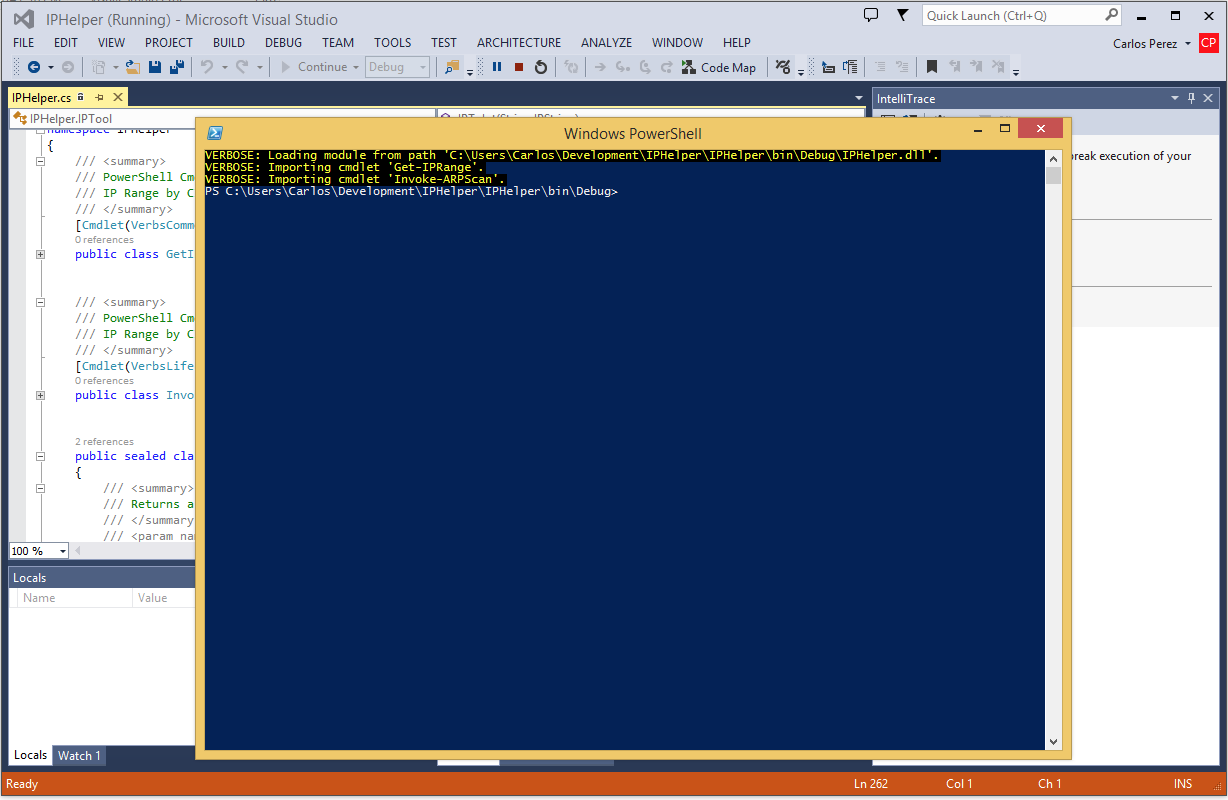 IPHelper (Running) - Microsoft Visual Studio
Quick Launch (Ctrl+Q)
FILE EDIT VIEW PROJECT BUILD DEBUG TEAM TOOLS TEST ARCHITECTURE ANALYZE WINDOW HELP
Carlos Perez CP
Continue Debug Code Map
IPHelper.cs
IntelliTrace
IPHelper.IPTool
Windows PowerShell
VERBOSE: Loading module from path 'C:\Users\Carlos\Development\IPHelper\IPHelper\bin\Debug\IPHelper.dll'.
VERBOSE: Importing cmdlet 'Get-IPRange'.
VERBOSE: Importing cmdlet 'Invoke-ARPScan'.
PS C:\Users\Carlos\Development\IPHelper\IPHelper\bin\Debug>
break execution of your
namespace IPHelper
{
/// <summary>
/// PowerShell Cm
/// IP Range by C
/// </summary>
[Cmdlet(VerbsComm
0 references
public class GetI
/// <summary>
/// PowerShell Cm
/// IP Range by C
/// </summary>
[Cmdlet(VerbsLife
0 references
public class Invo
2 references
public sealed cla
{
/// <summary>
/// Returns a
/// </summary
/// <param na
100 %
Locals
Name Value
Locals Watch 1
Ready Ln 262 Col 1 Ch 1 INS